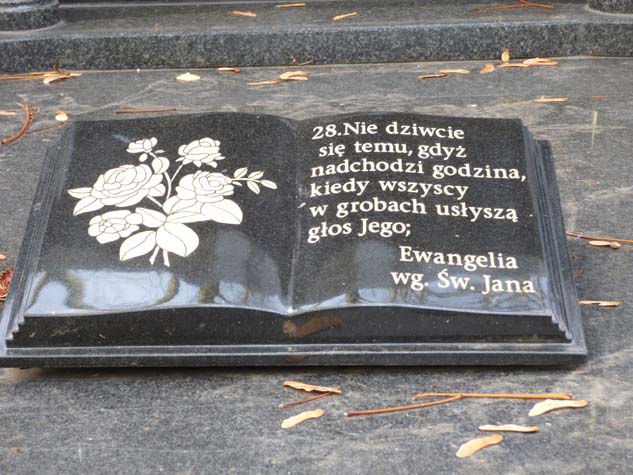 28.Nie dziwcie
się temu, gdyż
nadchodzi godzina,
kiedy wszyscy
w grobach usłyszą
głos Jego;
Ewangelia
wg. Św. Jana